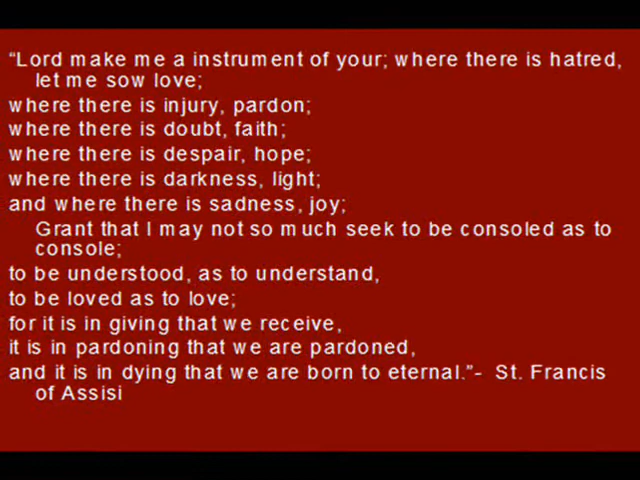 “Lord make me a instrument of your; where there is hatred,
let me sow love;
where there is injury, pardon;
where there is doubt, faith;
where there is despair, hope;
where there is darkness, light;
and where there is sadness, joy;
Grant that I may not so much seek to be consoled as to
console;
to be understood, as to understand,
to be loved as to love;
for it is in giving that we receive,
it is in pardoning that we are pardoned,
and it is in dying that we are born to eternal.”- St. Francis
of Assisi